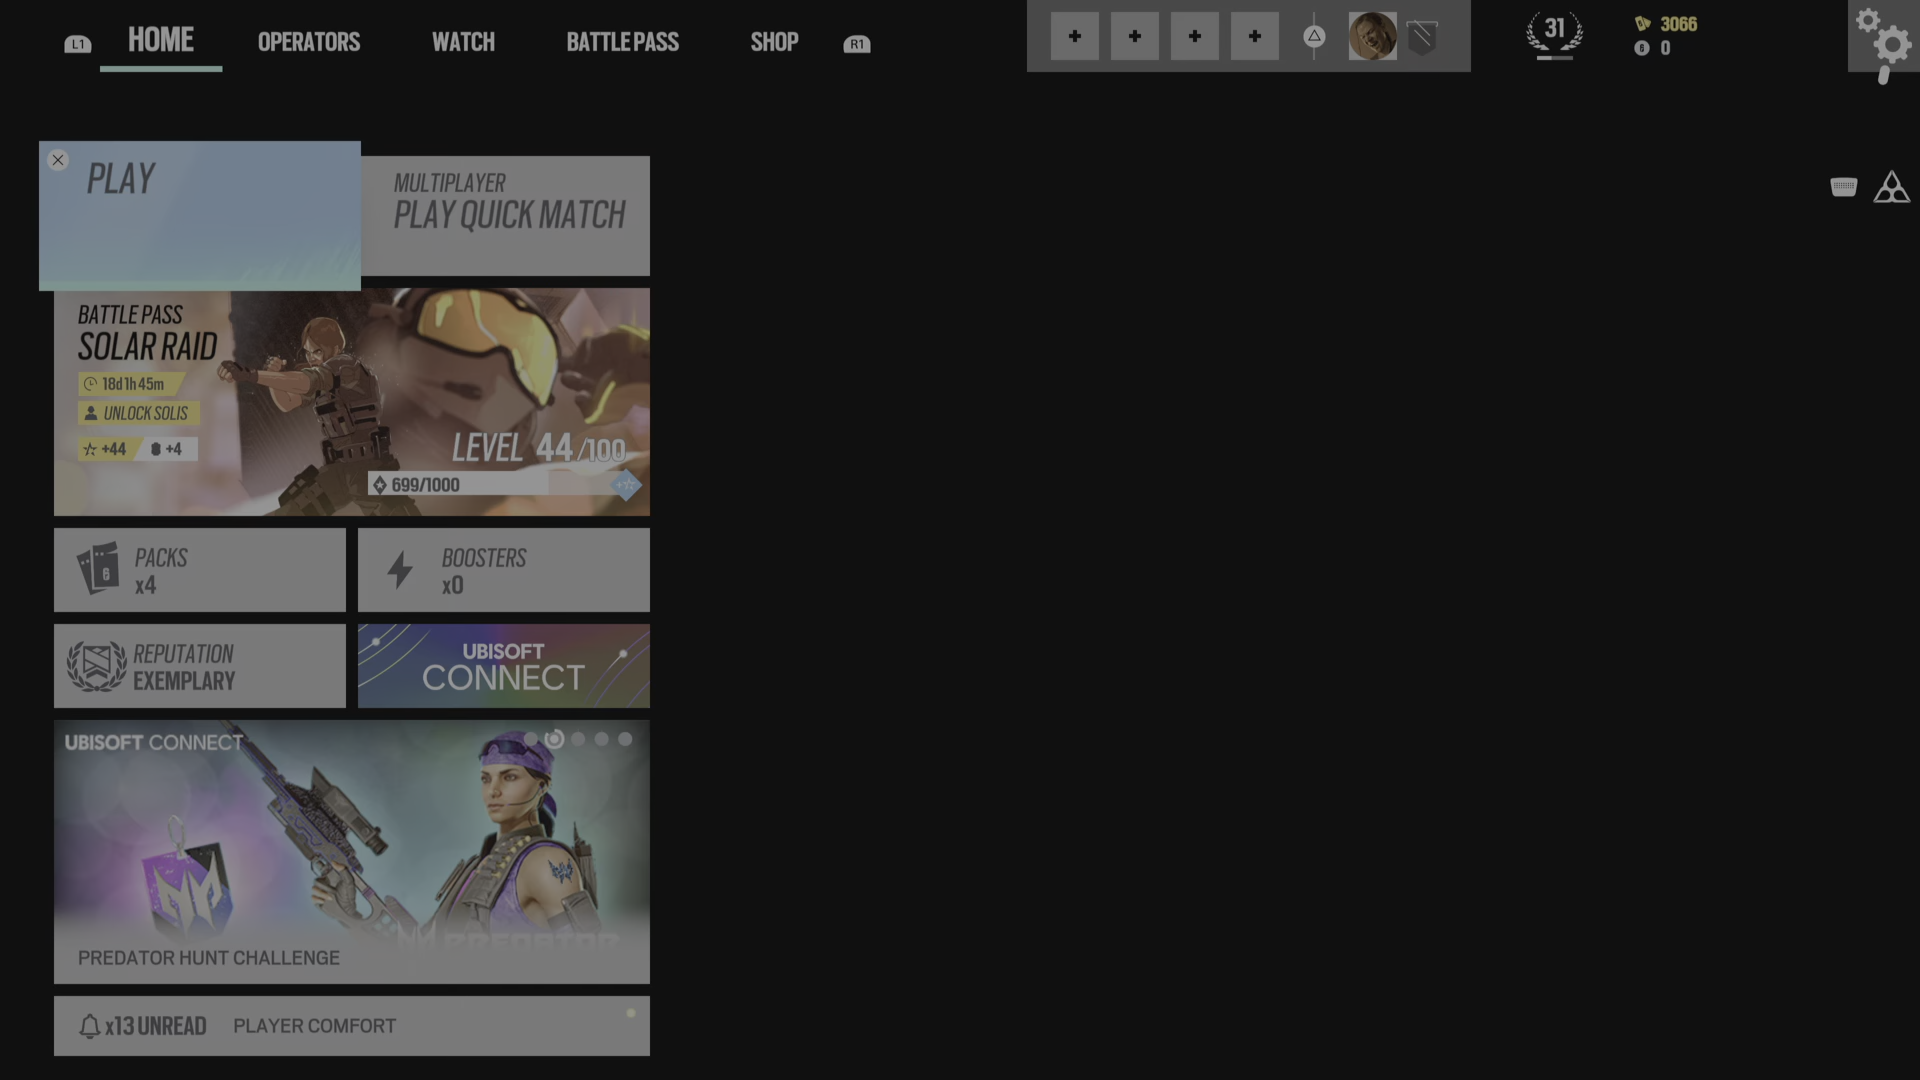 L1 HOME OPERATORS WATCH BATTLE PASS SHOP R1
31
3066
0
PLAY
MULTIPLAYER
PLAY QUICK MATCH
BATTLE PASS
SOLAR RAID
18d 1h 45m
UNLOCK SOLIS
+44 +4
LEVEL 44/100
699/1000
PACKS
x4
BOOSTERS
x0
REPUTATION
EXEMPLARY
UBISOFT
CONNECT
UBISOFT CONNECT
PREDATOR
PREDATOR HUNT CHALLENGE
x13 UNREAD PLAYER COMFORT